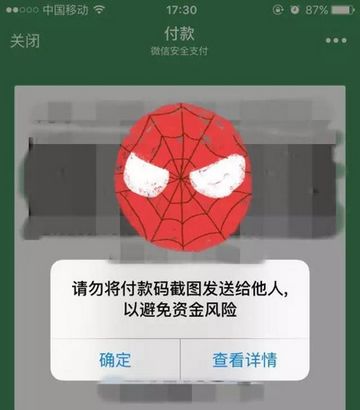 中国移动 17:30 87%
关闭 付款
微信安全支付
请勿将付款码截图发送给他人，
以避免资金风险
确定 查看详情